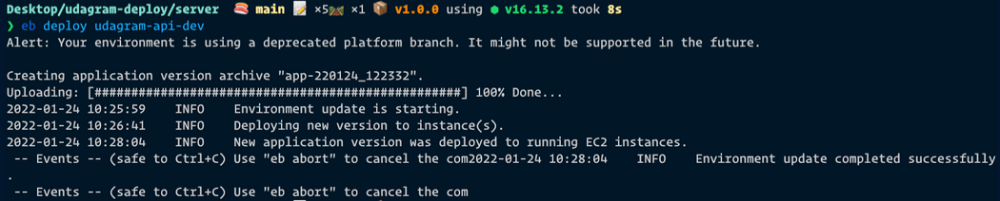 Desktop/udagram-deploy/server 🍣 main 📝 ×5🛤️ ×1 📦 v1.0.0 using ⬢ v16.13.2 took 8s
❯ eb deploy udagram-api-dev
Alert: Your environment is using a deprecated platform branch. It might not be supported in the future.
Creating application version archive "app-220124_122332".
Uploading: [##################################################] 100% Done...
2022-01-24 10:25:59    INFO    Environment update is starting.
2022-01-24 10:26:41    INFO    Deploying new version to instance(s).
2022-01-24 10:28:04    INFO    New application version was deployed to running EC2 instances.
 -- Events -- (safe to Ctrl+C) Use "eb abort" to cancel the com2022-01-24 10:28:04    INFO    Environment update completed successfully
.
 -- Events -- (safe to Ctrl+C) Use "eb abort" to cancel the com